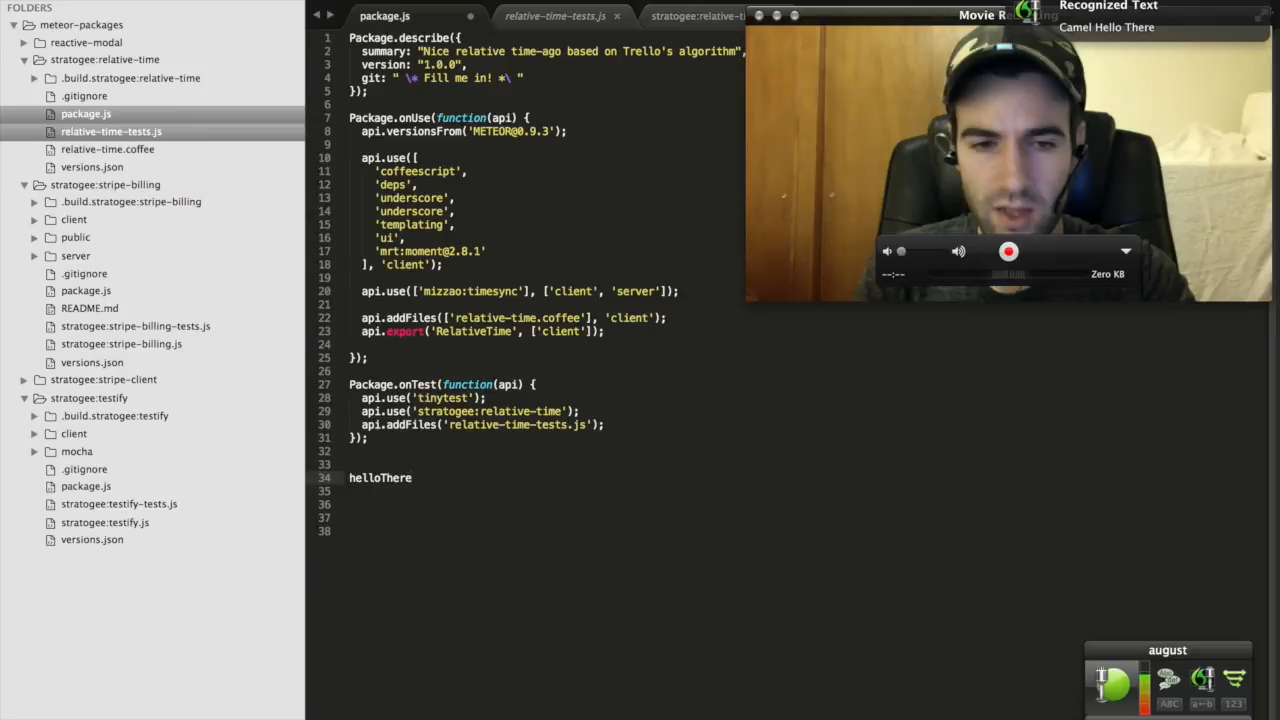 FOLDERS
meteor-packages
reactive-modal
stratogee:relative-time
.build.stratogee:relative-time
.gitignore
package.js
relative-time-tests.js
relative-time.coffee
versions.json
stratogee:stripe-billing
.build.stratogee:stripe-billing
client
public
server
.gitignore
package.js
README.md
stratogee:stripe-billing-tests.js
stratogee:stripe-billing.js
versions.json
stratogee:stripe-client
stratogee:testify
.build.stratogee:testify
client
mocha
.gitignore
package.js
stratogee:testify-tests.js
stratogee:testify.js
versions.json
package.js
relative-time-tests.js
stratogee:relative-ti
1 Package.describe({
2 summary: "Nice relative time-ago based on Trello's algorithm",
3 version: "1.0.0",
4 git: " \* Fill me in! *\ "
5 });
6
7 Package.onUse(function(api) {
8 api.versionsFrom('METEOR@0.9.3');
9
10 api.use([
11 'coffeescript',
12 'deps',
13 'underscore',
14 'underscore',
15 'templating',
16 'ui',
17 'mrt:moment@2.8.1'
18 ], 'client');
19
20 api.use(['mizzao:timesync'], ['client', 'server']);
21
22 api.addFiles(['relative-time.coffee'], 'client');
23 api.export('RelativeTime', ['client']);
24
25 });
26
27 Package.onTest(function(api) {
28 api.use('tinytest');
29 api.use('stratogee:relative-time');
30 api.addFiles('relative-time-tests.js');
31 });
32
33
34 helloThere
35
36
37
38
Movie R
Recognized Text
Camel Hello There
--:--
Zero KB
august
ABC
a←b
123